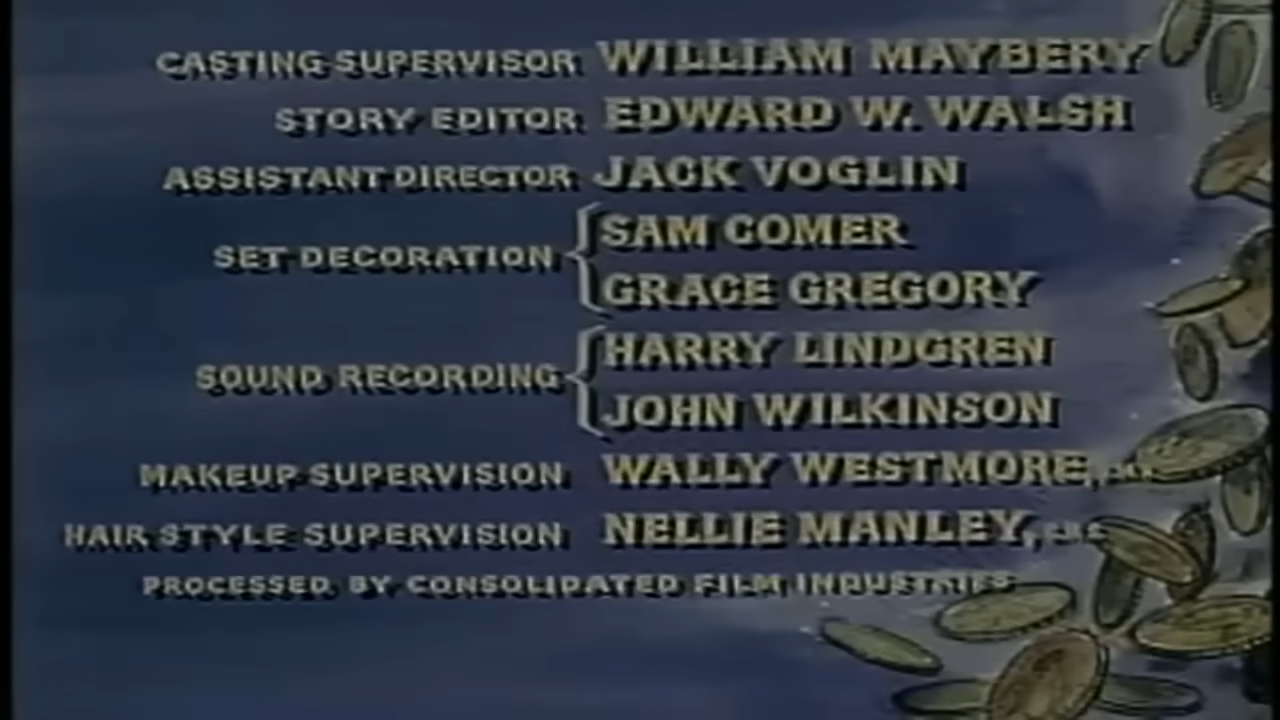 CASTING SUPERVISOR WILLIAM MAYBERY
STORY EDITOR EDWARD W. WALSH
ASSISTANT DIRECTOR JACK VOGLIN
SET DECORATION SAM COMER
GRACE GREGORY
SOUND RECORDING HARRY LINDGREN
JOHN WILKINSON
MAKEUP SUPERVISION WALLY WESTMORE,
HAIR STYLE SUPERVISION NELLIE MANLEY,
PROCESSED BY CONSOLIDATED FILM INDUSTRIES